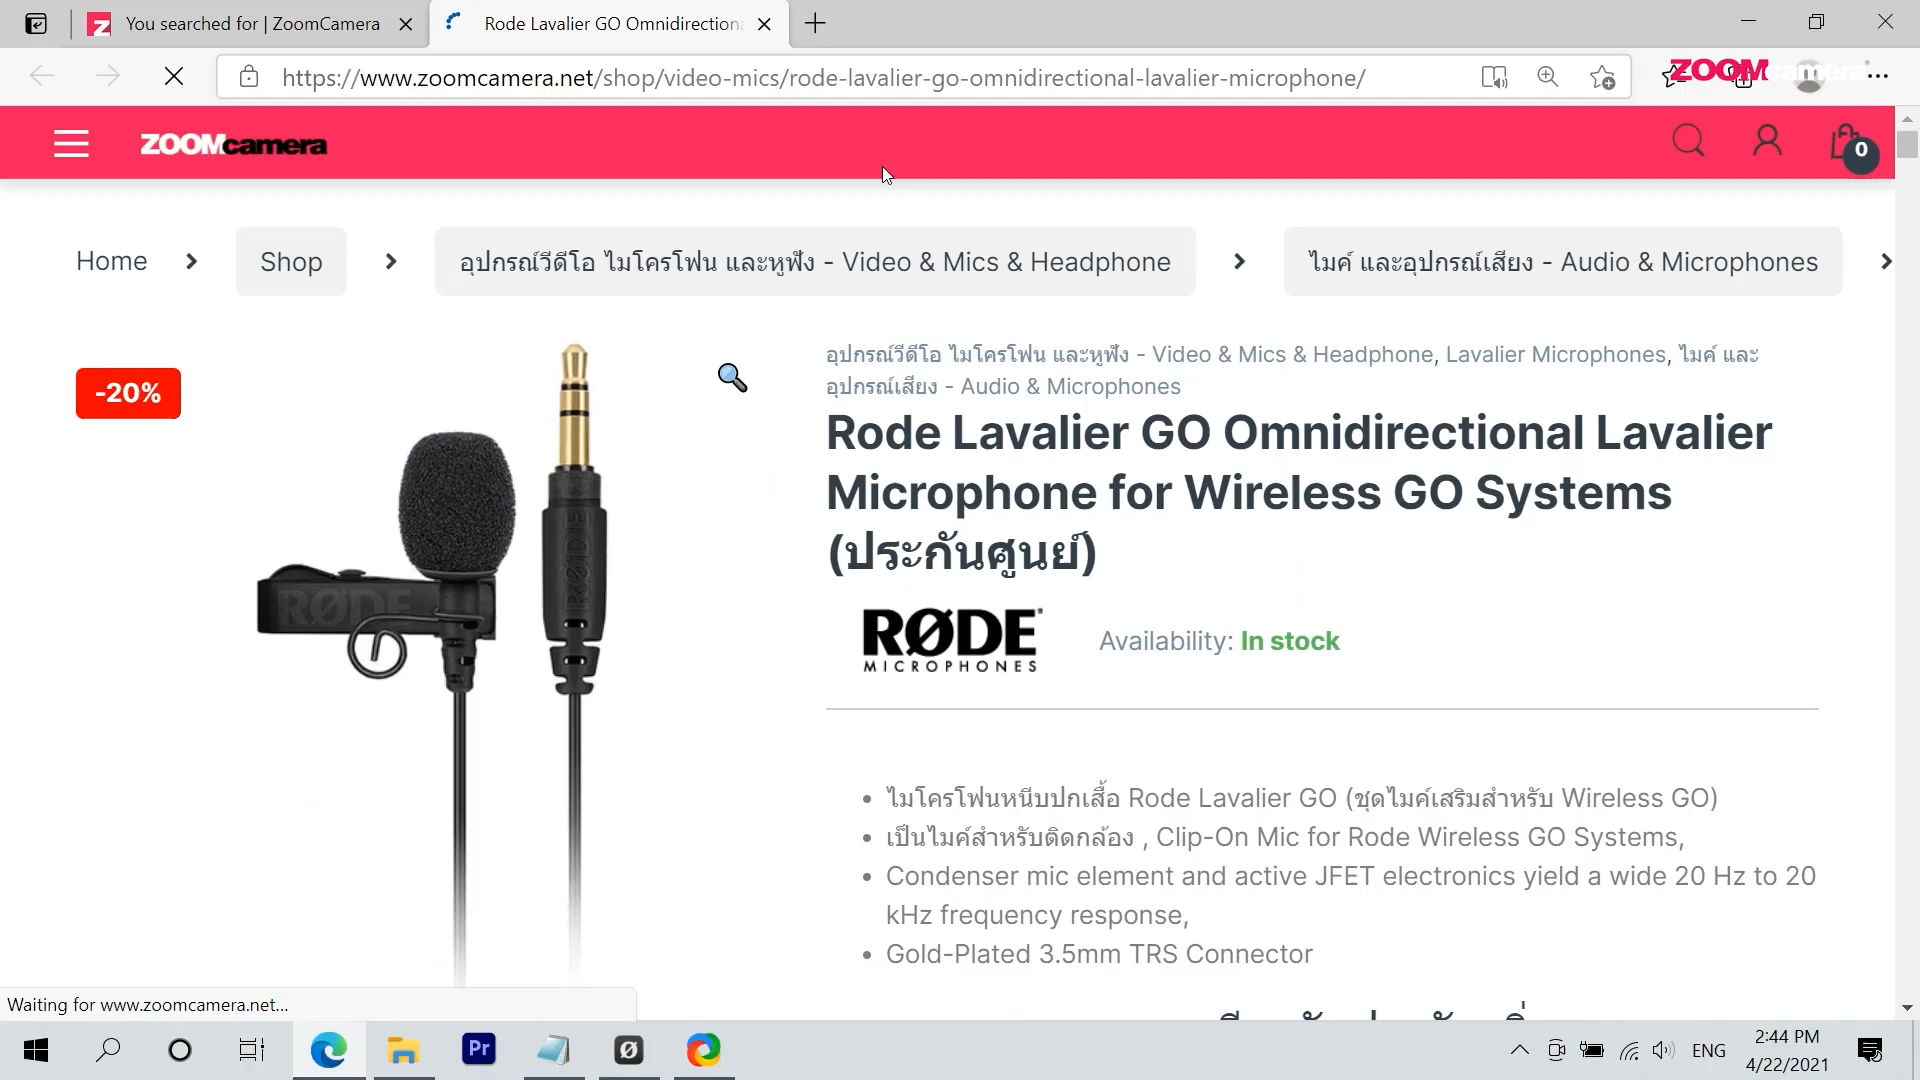 You searched for | ZoomCamera
Rode Lavalier GO Omnidirectiona
https://www.zoomcamera.net/shop/video-mics/rode-lavalier-go-omnidirectional-lavalier-microphone/
ZOOMcamera
ZOOMcamera
0
Home
Shop
อุปกรณ์วีดีโอ ไมโครโฟน และหูฟัง - Video & Mics & Headphone
ไมค์ และอุปกรณ์เสียง - Audio & Microphones
-20%
อุปกรณ์วีดีโอ ไมโครโฟน และหูฟัง - Video & Mics & Headphone, Lavalier Microphones, ไมค์ และ
อุปกรณ์เสียง - Audio & Microphones
Rode Lavalier GO Omnidirectional Lavalier
Microphone for Wireless GO Systems
(ประกันศูนย์)
RØDE
RØDE
RØDE
MICROPHONES
Availability: In stock
ไมโครโฟนหนีบปกเสื้อ Rode Lavalier GO (ชุดไมค์เสริมสำหรับ Wireless GO)
เป็นไมค์สำหรับติดกล้อง , Clip-On Mic for Rode Wireless GO Systems,
Condenser mic element and active JFET electronics yield a wide 20 Hz to 20
kHz frequency response,
Gold-Plated 3.5mm TRS Connector
Waiting for www.zoomcamera.net...
Pr
ENG
2:44 PM
4/22/2021